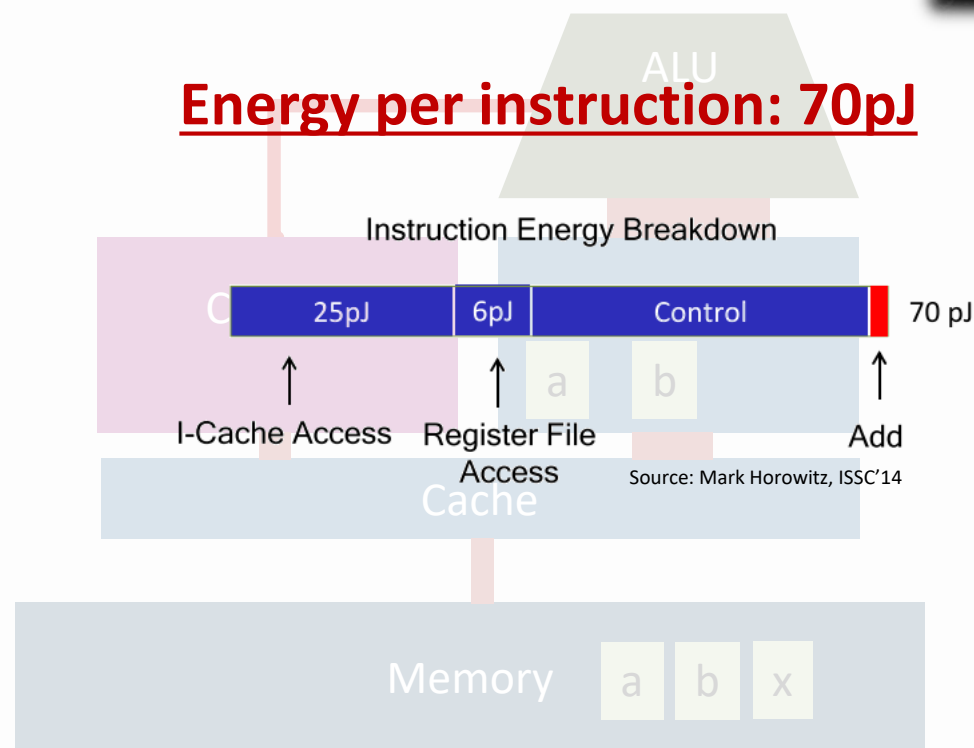 ALU
Energy per instruction: 70pJ
Instruction Energy Breakdown
25pJ 6pJ Control 70 pJ
a b
I-Cache Access Register File Access Add
Source: Mark Horowitz, ISSC’14
Cache
Memory a b x